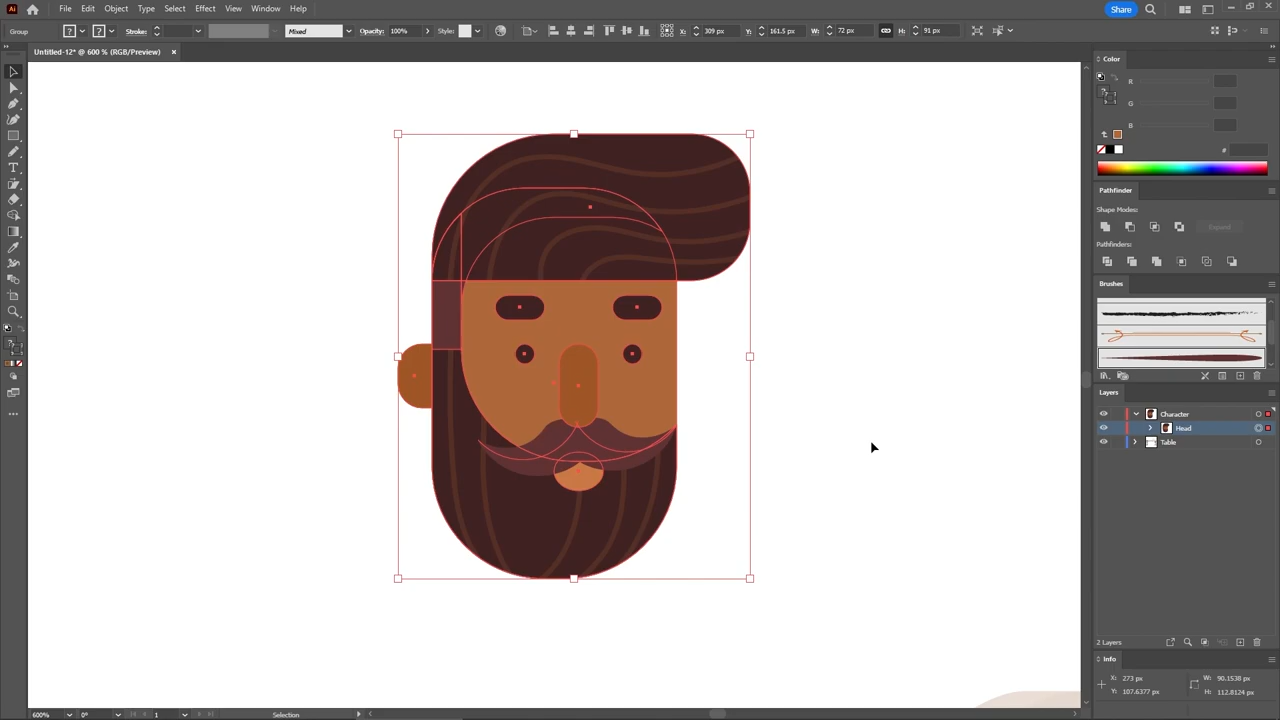 Ai File Edit Object Type Select Effect View Window Help Share
Group ? ? Stroke: Mixed Opacity: 100% Style: X: 309 px Y: 161.5 px W: 72 px H: 91 px
Untitled-12* @ 600 % (RGB/Preview) ×
Color
R
G
B
#
Pathfinder
Shape Modes:
Expand
Pathfinders:
Brushes
Layers
Character
Head
Table
2 Layers
Info
X: 273 px W: 90.1538 px
Y: 107.6377 px H: 112.8124 px
600% 0° 1 Selection